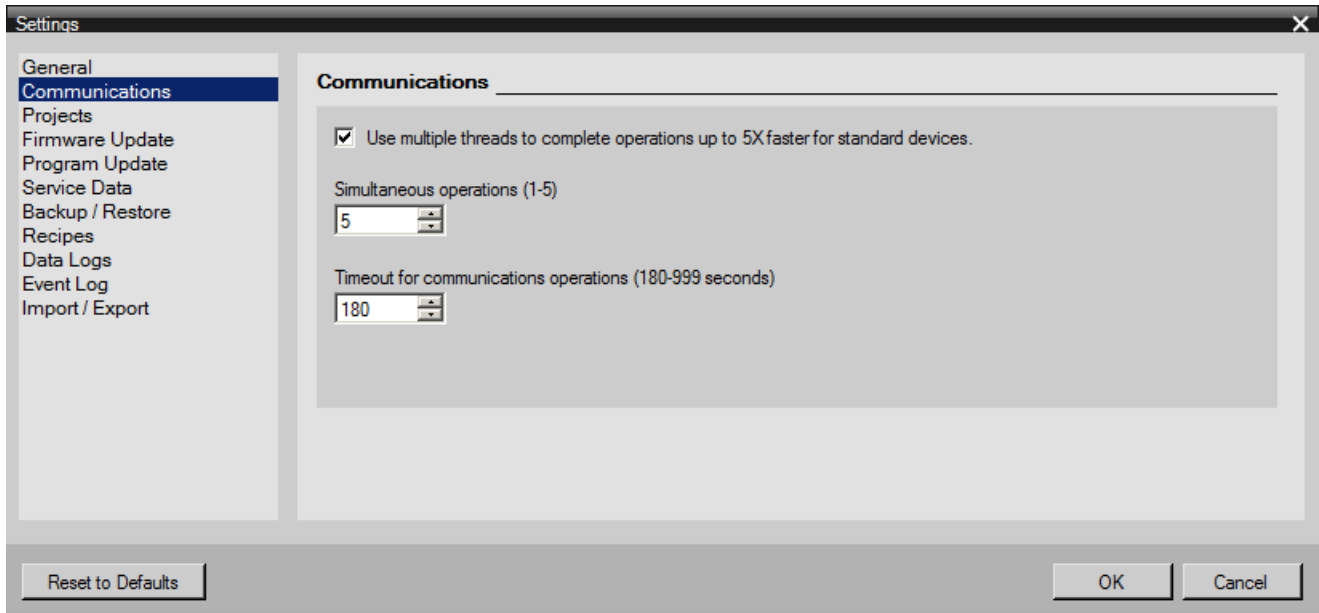 Settings
General
Communications
Projects
Firmware Update
Program Update
Service Data
Backup / Restore
Recipes
Data Logs
Event Log
Import / Export
Communications
Use multiple threads to complete operations up to 5X faster for standard devices.
Simultaneous operations (1-5)
5
Timeout for communications operations (180-999 seconds)
180
Reset to Defaults
OK
Cancel